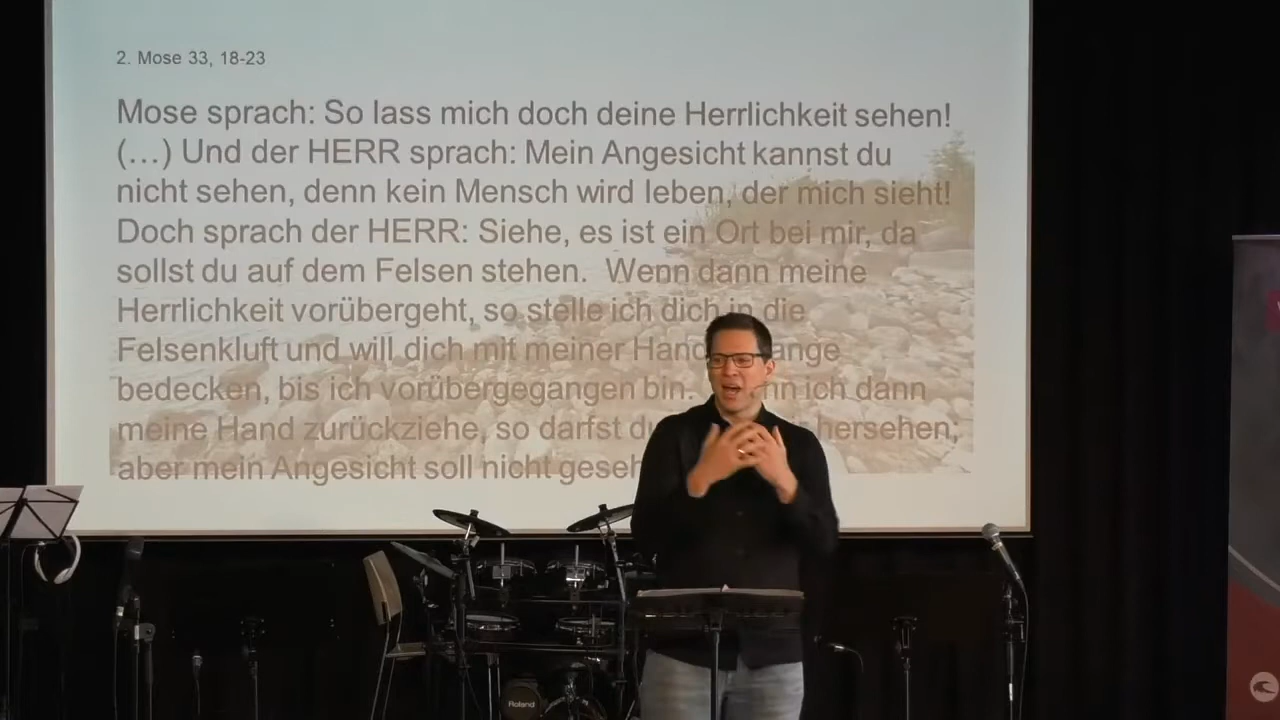 2. Mose 33, 18-23
Mose sprach: So lass mich doch deine Herrlichkeit sehen!
(…) Und der HERR sprach: Mein Angesicht kannst du
nicht sehen, denn kein Mensch wird leben, der mich sieht!
Doch sprach der HERR: Siehe, es ist ein Ort bei mir, da
sollst du auf dem Felsen stehen. Wenn dann meine
Herrlichkeit vorübergeht, so stelle ich dich in die
Felsenkluft und will dich mit meiner Hand ange
bedecken, bis ich vorübergegangen bin. ich dann
meine Hand zurückziehe, so darfst hersehen;
aber mein Angesicht soll nicht
Roland